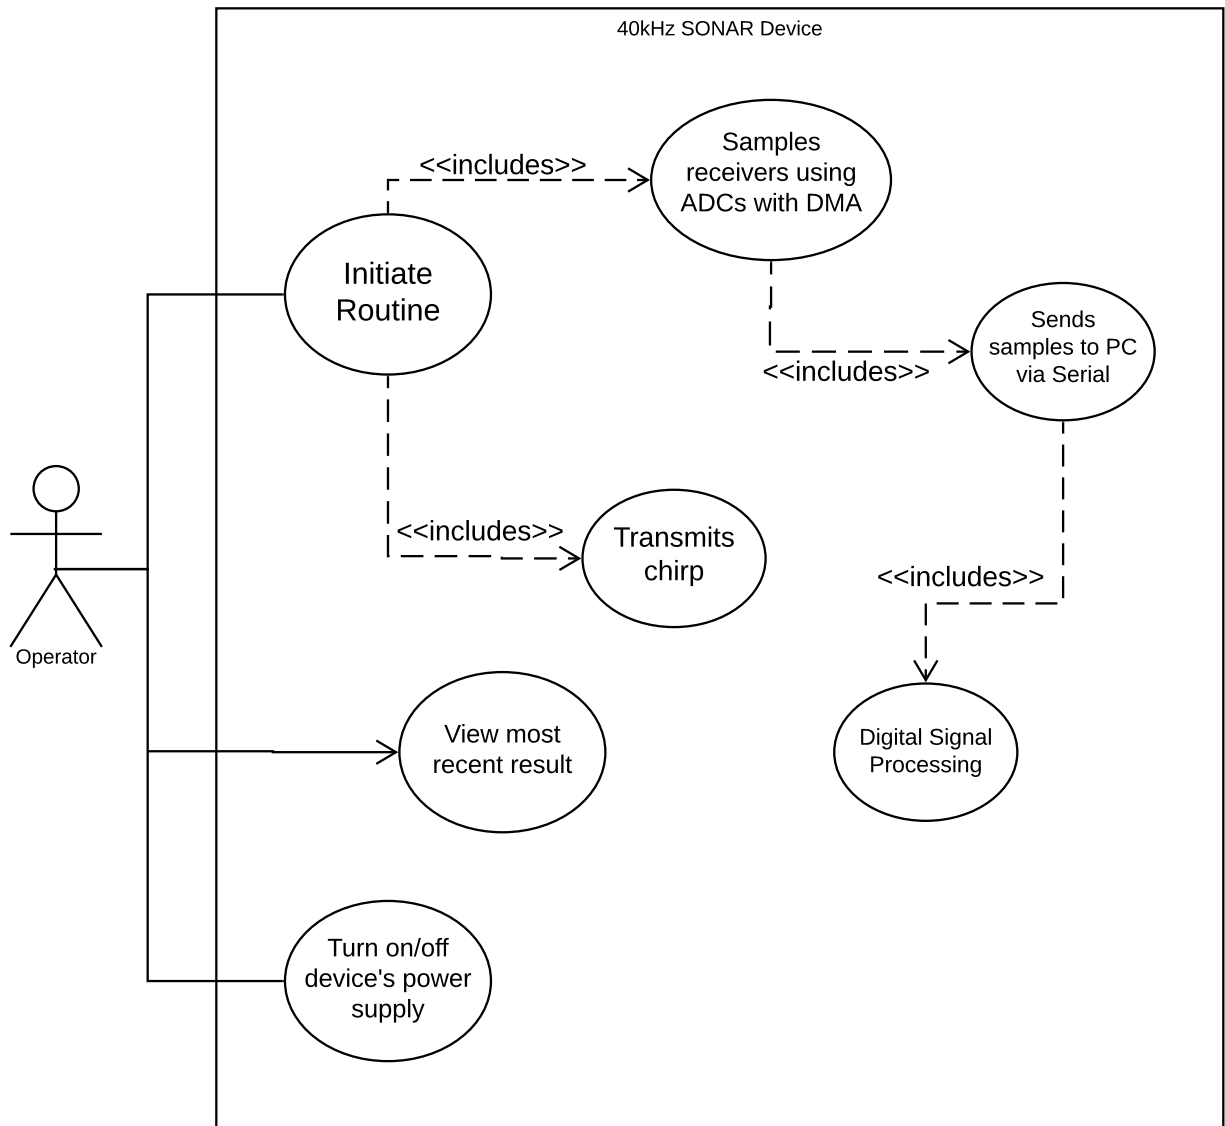 40kHz SONAR Device
Samples
receivers using
ADCs with DMA
<<includes>>
Initiate
Routine
Sends
samples to PC
via Serial
<<includes>>
<<includes>>
Transmits
chirp
<<includes>>
Operator
View most
recent result
Digital Signal
Processing
Turn on/off
device's power
supply